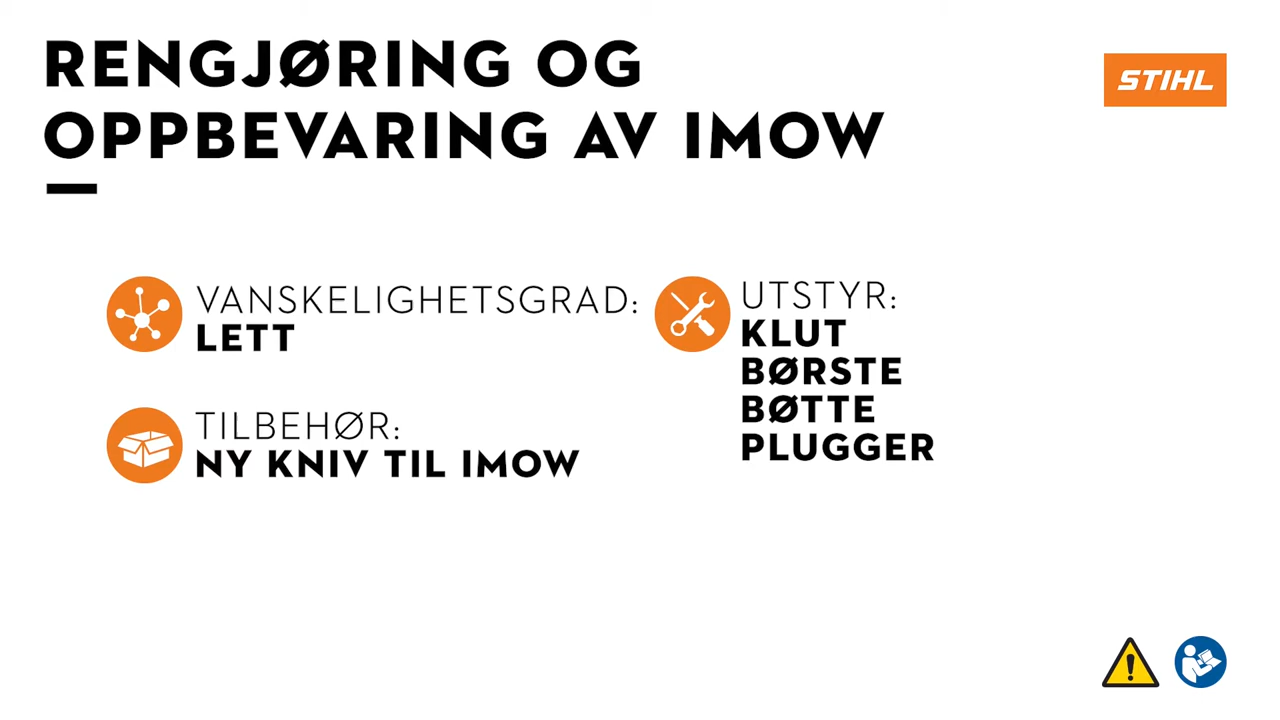 RENGJØRING OG
OPPBEVARING AV IMOW
STIHL
VANSKELIGHETSGRAD:
LETT
TILBEHØR:
NY KNIV TIL IMOW
UTSTYR:
KLUT
BØRSTE
BØTTE
PLUGGER